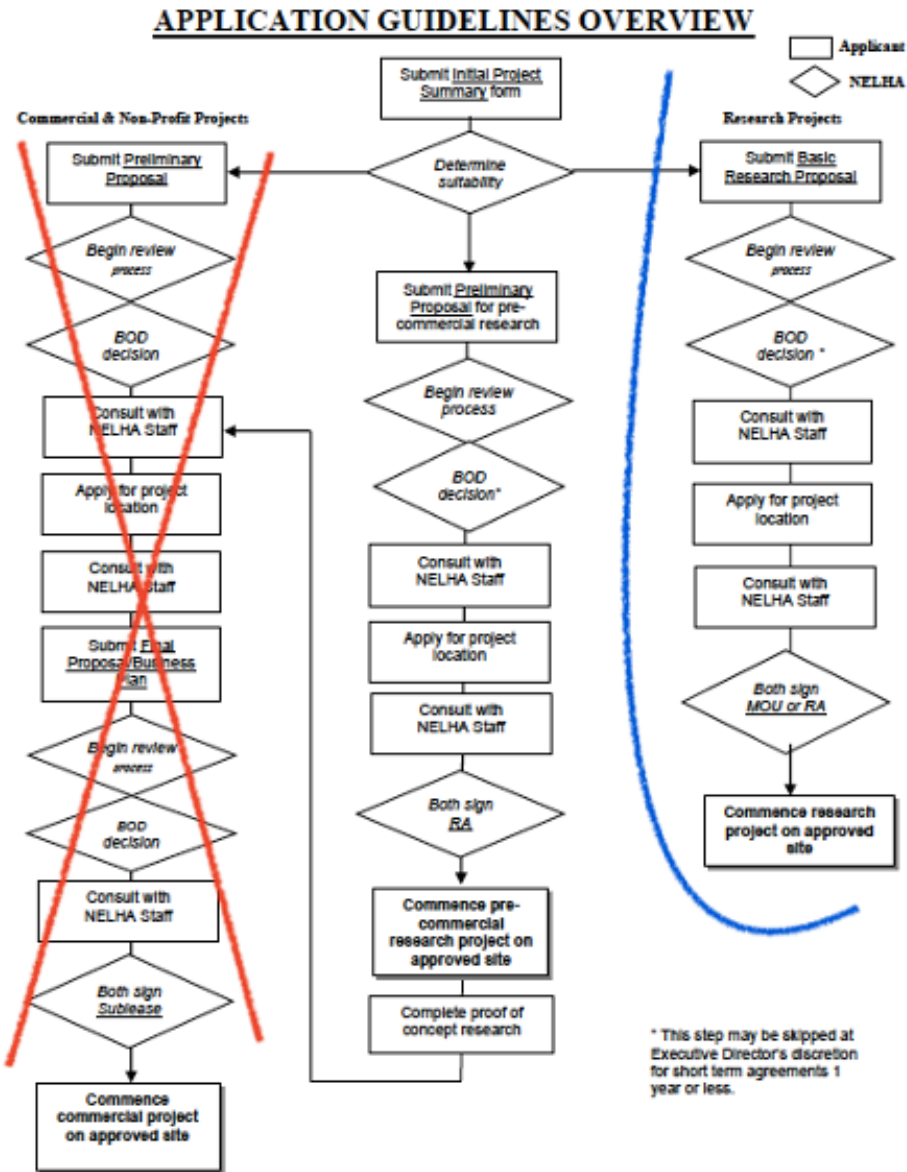 APPLICATION GUIDELINES OVERVIEW
Applicant
NELHA
Submit Initial Project
Summary form
Determine
suitability
Commercial & Non-Profit Projects
Submit Preliminary
Proposal
Begin review
process
BOD
decision
Consult with
NELHA Staff
Apply for project
location
Consult with
NELHA Staff
Submit Final
Proposal/Business
Plan
Begin review
process
BOD
decision
Consult with
NELHA Staff
Both sign
Sublease
Commence
commercial project
on approved site
Submit Preliminary
Proposal for pre-
commercial research
Begin review
process
BOD
decision*
Consult with
NELHA Staff
Apply for project
location
Consult with
NELHA Staff
Both sign
RA
Commence pre-
commercial
research project on
approved site
Complete proof of
concept research
Research Projects
Submit Basic
Research Proposal
Begin review
process
BOD
decision *
Consult with
NELHA Staff
Apply for project
location
Consult with
NELHA Staff
Both sign
MOU or RA
Commence research
project on approved
site
* This step may be skipped at
Executive Director's discretion
for short term agreements 1
year or less.